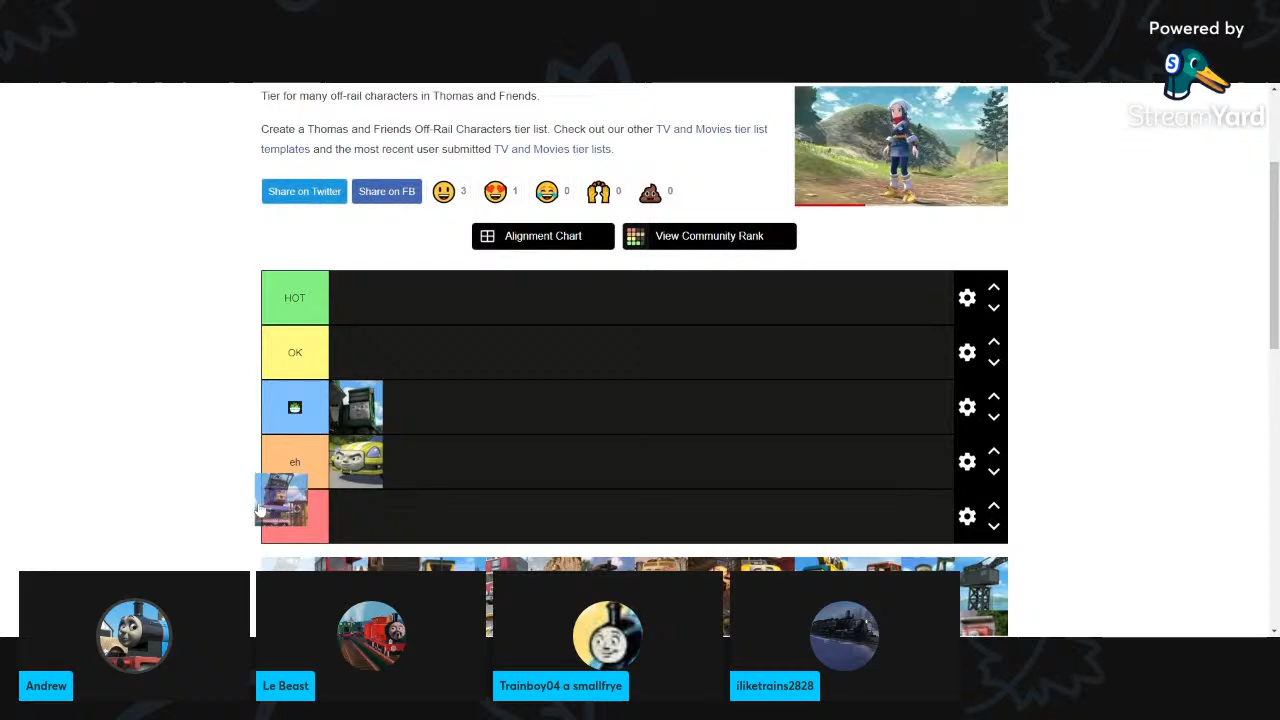 Powered by
StreamYard
Tier for many off-rail characters in Thomas and Friends.
Create a Thomas and Friends Off-Rail Characters tier list. Check out our other TV and Movies tier list
templates and the most recent user submitted TV and Movies tier lists.
Share on Twitter
Share on FB
3
1
0
0
0
Alignment Chart
View Community Rank
HOT
OK
eh
Andrew
Le Beast
Trainboy04 a smallfrye
iliketrains2828